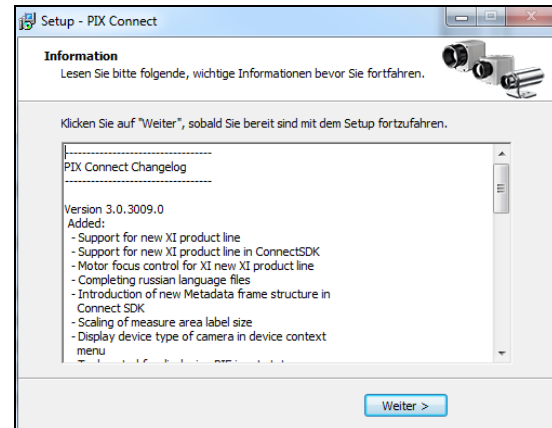 Setup - PIX Connect
Information
Lesen Sie bitte folgende, wichtige Informationen bevor Sie fortfahren.
Klicken Sie auf "Weiter", sobald Sie bereit sind mit dem Setup fortzufahren.
----------------------------------
PIX Connect Changelog
----------------------------------
Version 3.0.3009.0
Added:
- Support for new XI product line
- Support for new XI product line in ConnectSDK
- Motor focus control for XI new XI product line
- Completing russian language files
- Introduction of new Metadata frame structure in
Connect SDK
- Scaling of measure area label size
- Display device type of camera in device context
menu
Weiter >